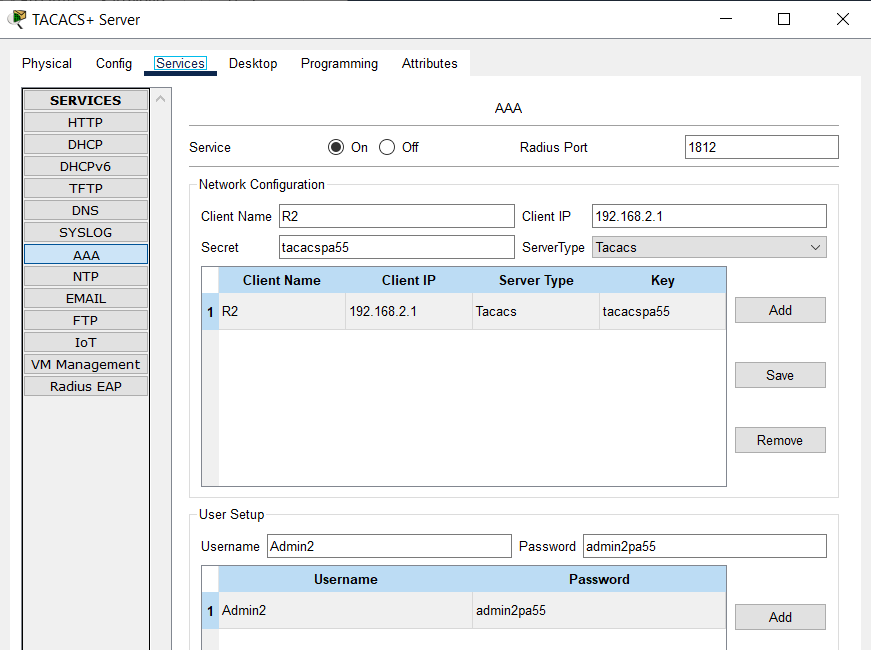 TACACS+ Server
Physical Config Services Desktop Programming Attributes
SERVICES
HTTP
DHCP
DHCPv6
TFTP
DNS
SYSLOG
AAA
NTP
EMAIL
FTP
IoT
VM Management
Radius EAP
AAA
Service On Off Radius Port 1812
Network Configuration
Client Name R2 Client IP 192.168.2.1
Secret tacacspa55 ServerType Tacacs
Client Name Client IP Server Type Key
1 R2 192.168.2.1 Tacacs tacacspa55
Add
Save
Remove
User Setup
Username Admin2 Password admin2pa55
Username Password
1 Admin2 admin2pa55
Add